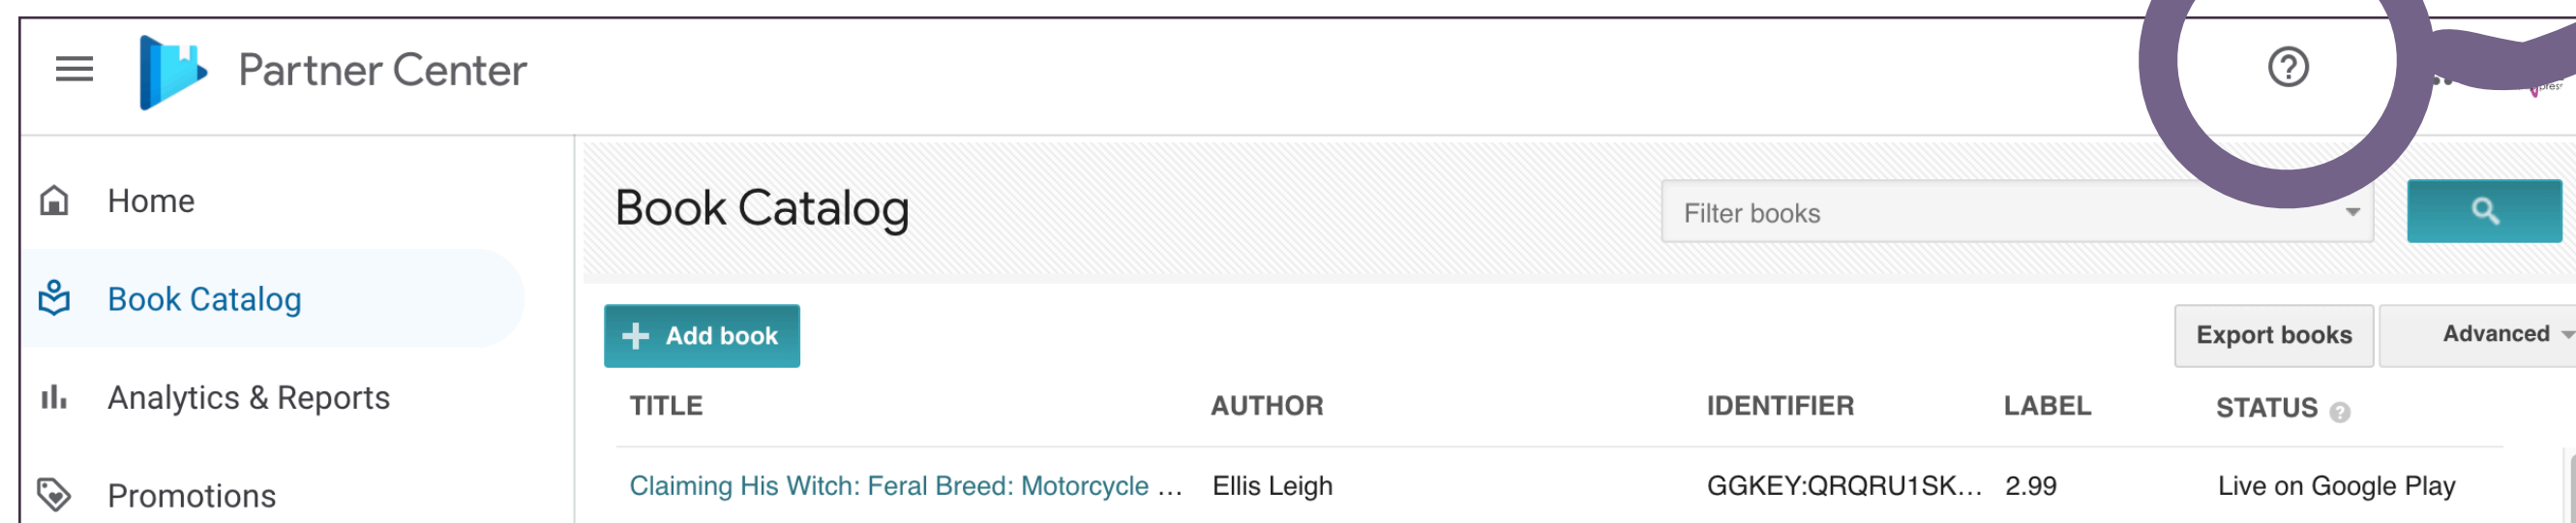 Partner Center
press
Home
Book Catalog
Analytics & Reports
Promotions
Book Catalog
Filter books
Add book
Export books
Advanced
TITLE AUTHOR IDENTIFIER LABEL STATUS ?
Claiming His Witch: Feral Breed: Motorcycle ... Ellis Leigh GGKEY:QRQRU1SK... 2.99 Live on Google Play